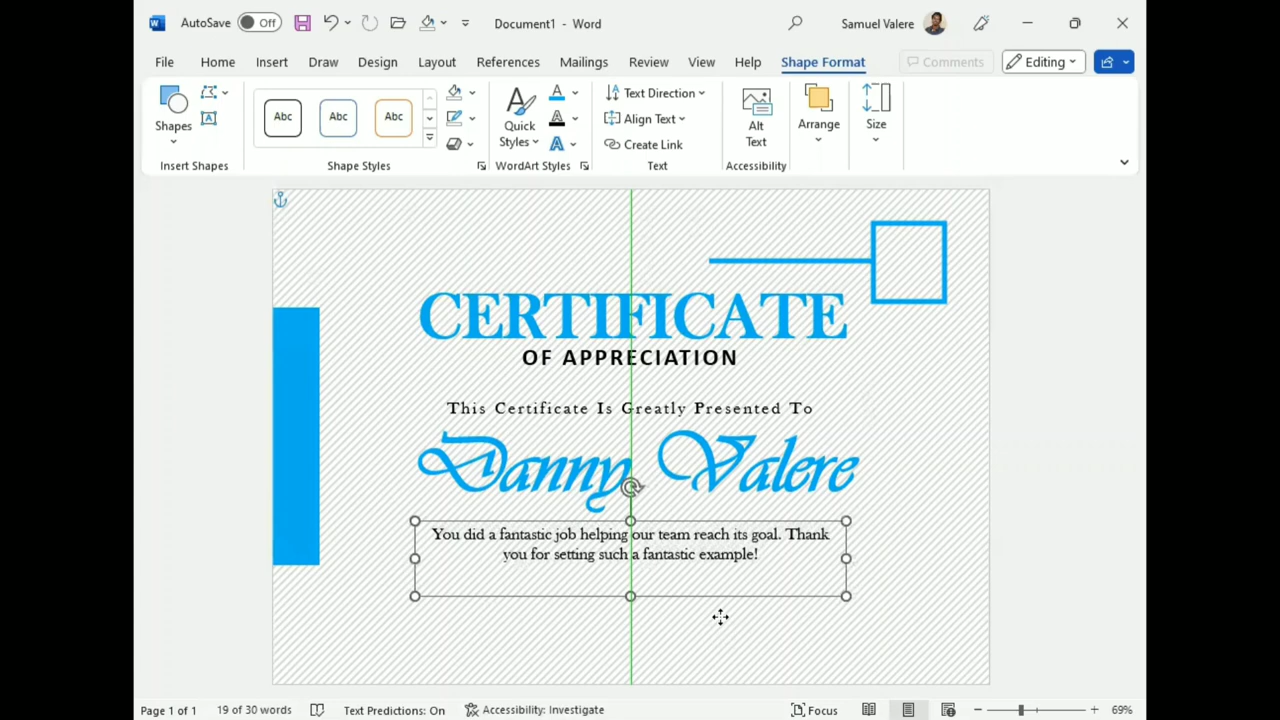 AutoSave Off Document1 - Word Samuel Valere
File Home Insert Draw Design Layout References Mailings Review View Help Shape Format Comments Editing
Shapes
Insert Shapes
Abc Abc Abc
Shape Styles
Quick
Styles
WordArt Styles
Text Direction
Align Text
Create Link
Text
Alt
Text
Accessibility
Arrange
Size
CERTIFICATE
OF APPRECIATION
This Certificate Is Greatly Presented To
Danny Valere
You did a fantastic job helping our team reach its goal. Thank
you for setting such a fantastic example!
Page 1 of 1 19 of 30 words Text Predictions: On Accessibility: Investigate Focus 69%